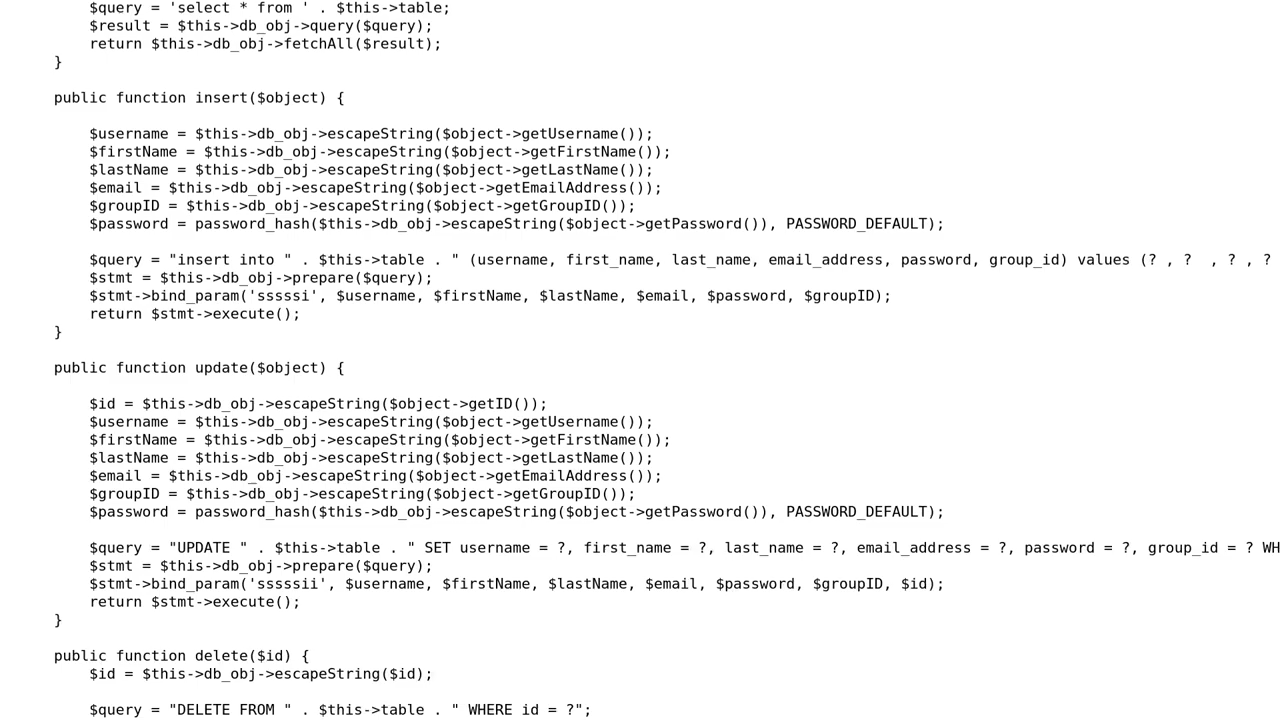 $query = 'select * from ' . $this->table;
$result = $this->db_obj->query($query);
return $this->db_obj->fetchAll($result);
}
public function insert($object) {
$username = $this->db_obj->escapeString($object->getUsername());
$firstName = $this->db_obj->escapeString($object->getFirstName());
$lastName = $this->db_obj->escapeString($object->getLastName());
$email = $this->db_obj->escapeString($object->getEmailAddress());
$groupID = $this->db_obj->escapeString($object->getGroupID());
$password = password_hash($this->db_obj->escapeString($object->getPassword()), PASSWORD_DEFAULT);
$query = "insert into " . $this->table . " (username, first_name, last_name, email_address, password, group_id) values (? , ?  , ? , ?
$stmt = $this->db_obj->prepare($query);
$stmt->bind_param('sssssi', $username, $firstName, $lastName, $email, $password, $groupID);
return $stmt->execute();
}
public function update($object) {
$id = $this->db_obj->escapeString($object->getID());
$username = $this->db_obj->escapeString($object->getUsername());
$firstName = $this->db_obj->escapeString($object->getFirstName());
$lastName = $this->db_obj->escapeString($object->getLastName());
$email = $this->db_obj->escapeString($object->getEmailAddress());
$groupID = $this->db_obj->escapeString($object->getGroupID());
$password = password_hash($this->db_obj->escapeString($object->getPassword()), PASSWORD_DEFAULT);
$query = "UPDATE " . $this->table . " SET username = ?, first_name = ?, last_name = ?, email_address = ?, password = ?, group_id = ? WH
$stmt = $this->db_obj->prepare($query);
$stmt->bind_param('sssssii', $username, $firstName, $lastName, $email, $password, $groupID, $id);
return $stmt->execute();
}
public function delete($id) {
$id = $this->db_obj->escapeString($id);
$query = "DELETE FROM " . $this->table . " WHERE id = ?";